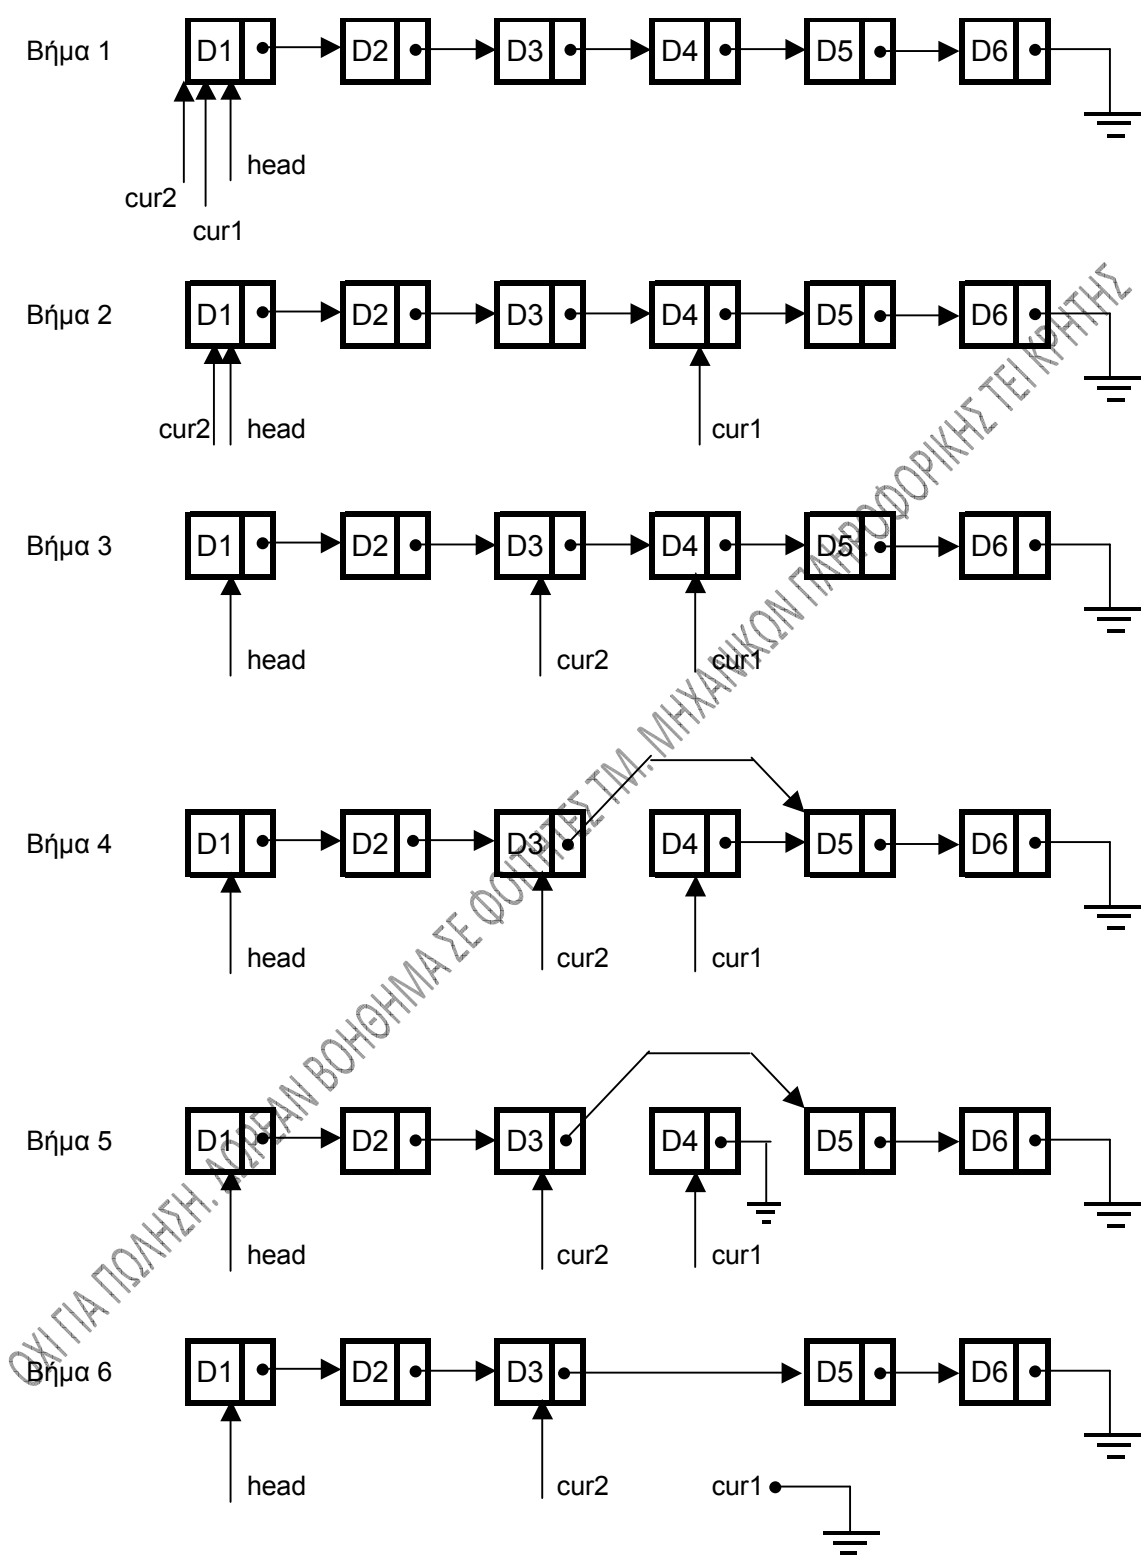 Βήμα 1 D1 D2 D3 D4 D5 D6
head
cur2
cur1
Βήμα 2 D1 D2 D3 D4 D5 D6
cur2 head cur1
Βήμα 3 D1 D2 D3 D4 D5 D6
head cur2 cur1
Βήμα 4 D1 D2 D3 D4 D5 D6
head cur2 cur1
Βήμα 5 D1 D2 D3 D4 D5 D6
head cur2 cur1
Βήμα 6 D1 D2 D3 D5 D6
head cur2 cur1
ΟΧΙ ΓΙΑ ΠΩΛΗΣΗ. ΔΩΡΕΑΝ ΒΟΗΘΗΜΑ ΣΕ ΦΟΙΤΗΤΕΣ ΤΜ. ΜΗΧΑΝΙΚΩΝ ΠΛΗΡΟΦΟΡΙΚΗΣ ΤΕΙ ΚΡΗΤΗΣ